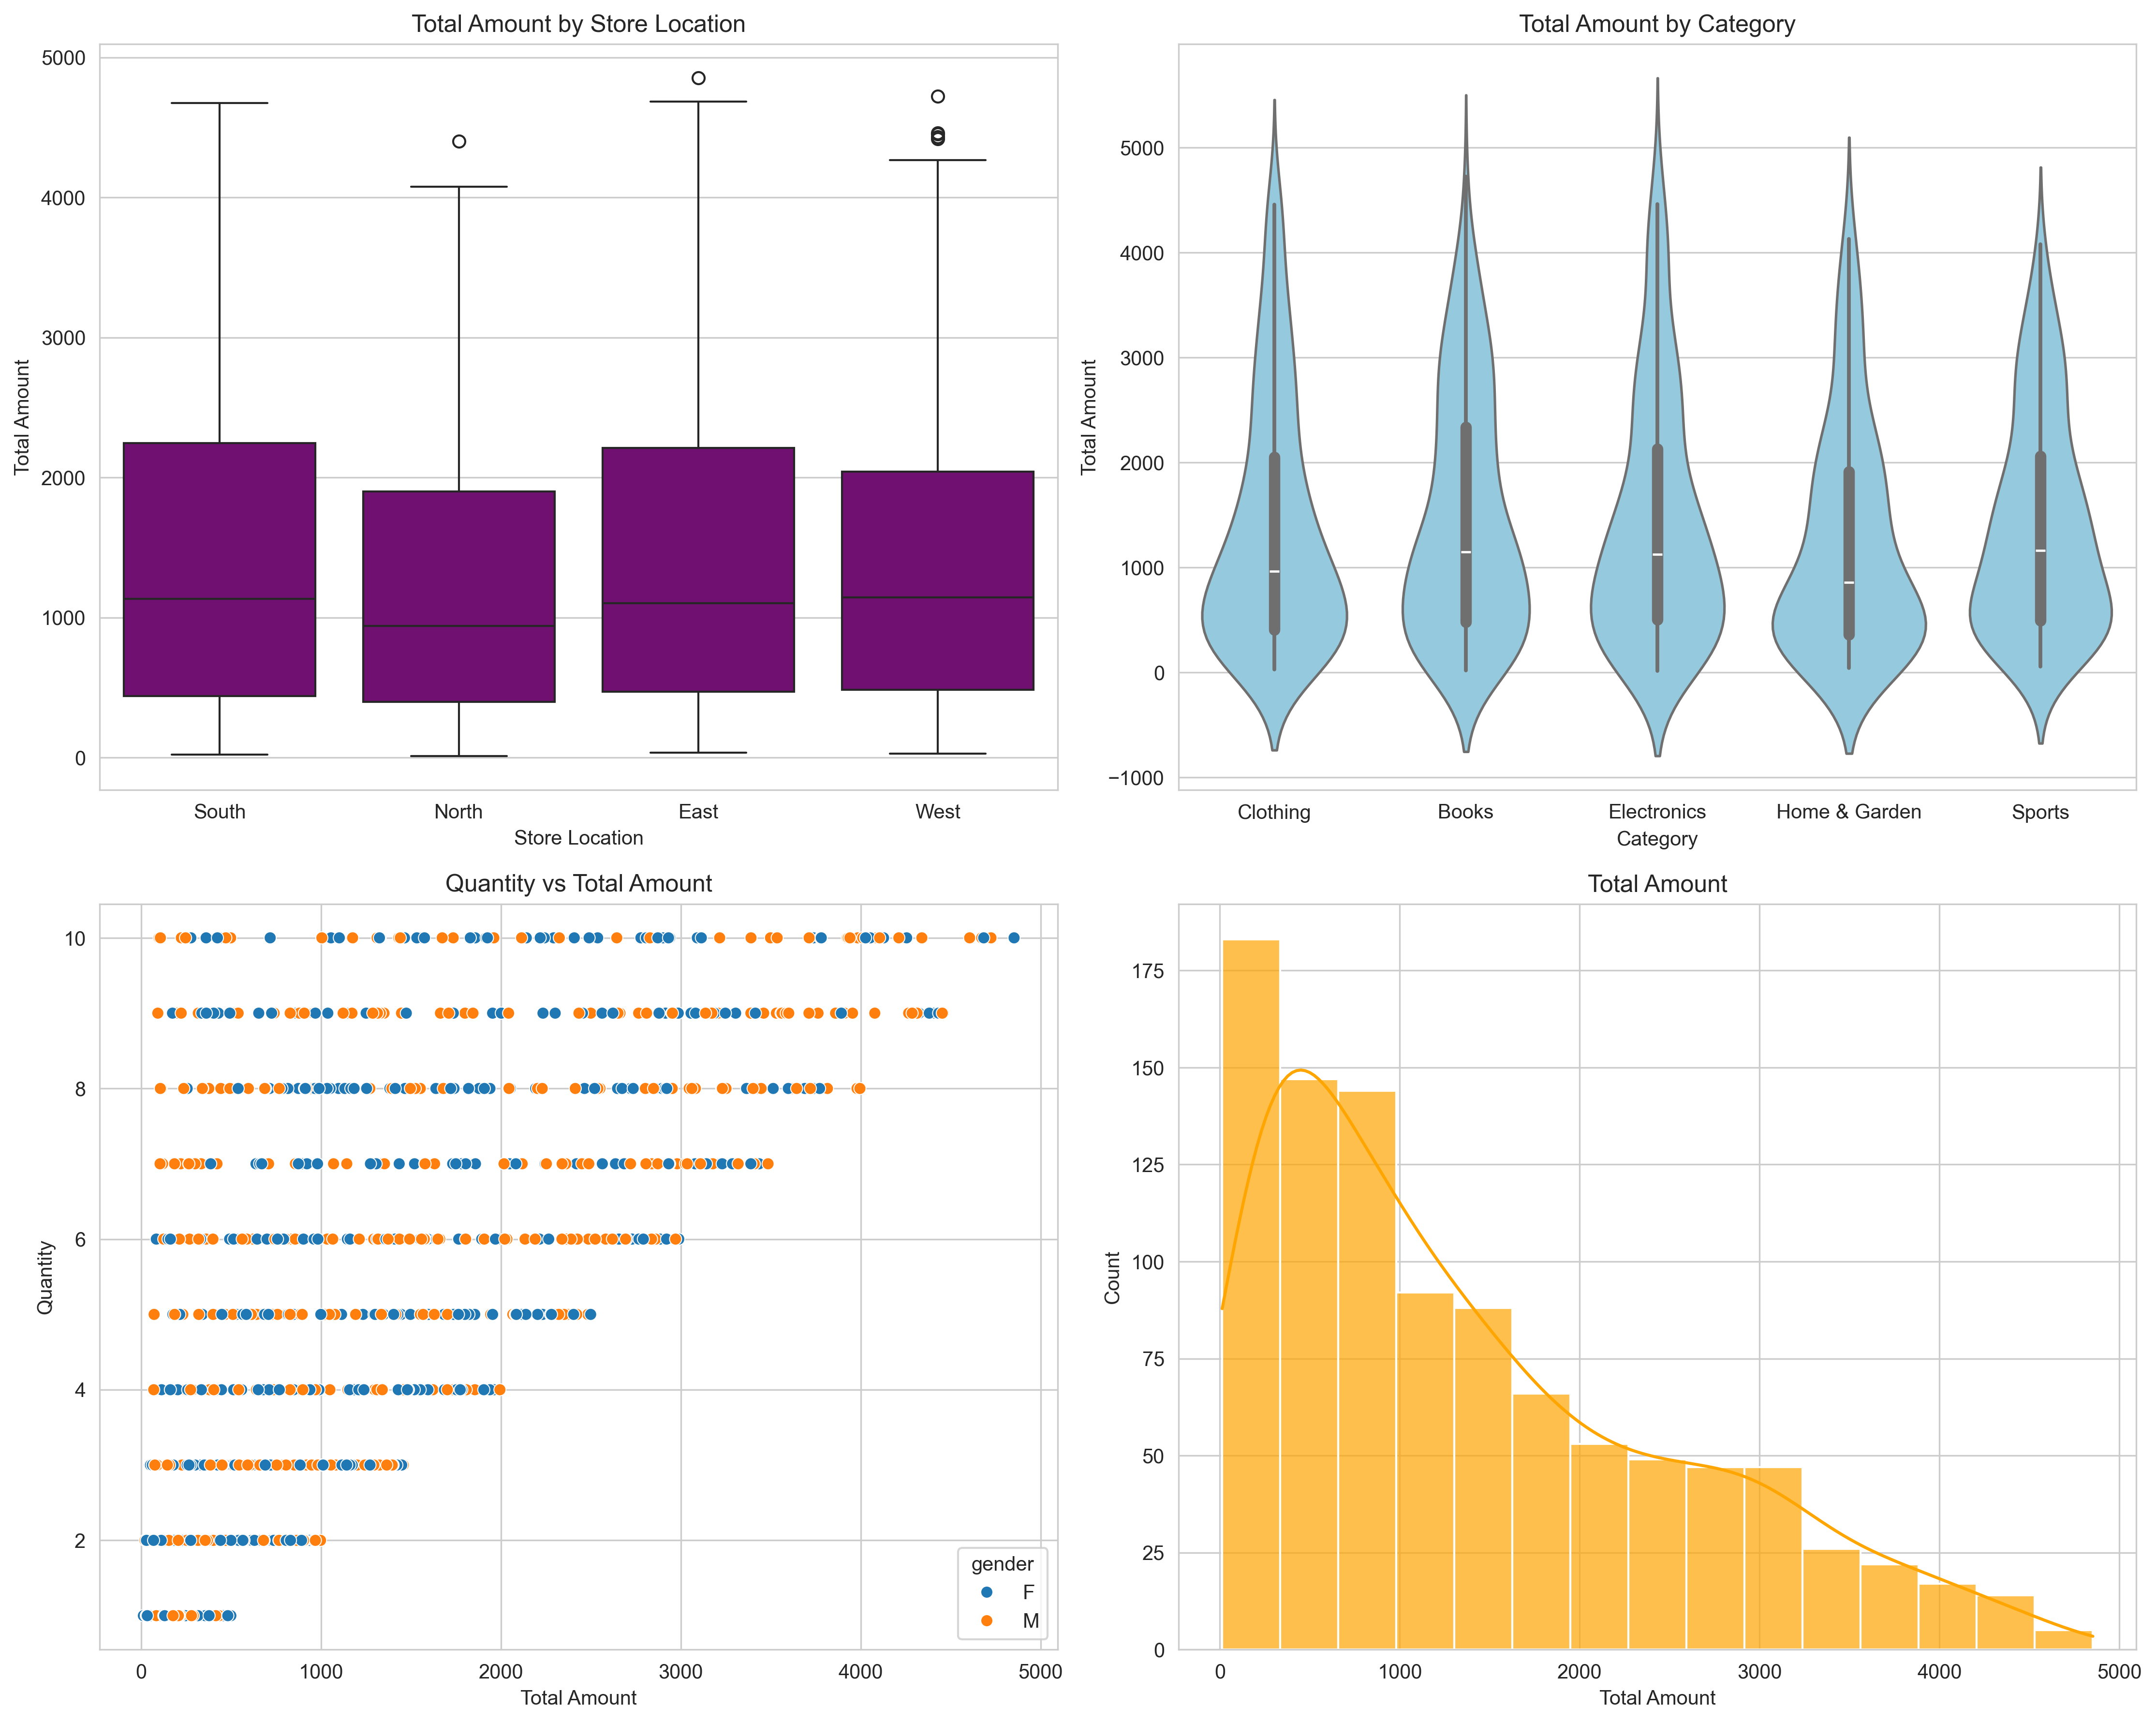 Total Amount by Store Location
5000
4000
3000
2000
1000
0
Total Amount
South North East West
Store Location
Total Amount by Category
5000
4000
3000
2000
1000
0
−1000
Total Amount
Clothing Books Electronics Home & Garden Sports
Category
Quantity vs Total Amount
10
8
6
4
2
Quantity
gender
F
M
0 1000 2000 3000 4000 5000
Total Amount
Total Amount
175
150
125
100
75
50
25
0
Count
0 1000 2000 3000 4000 5000
Total Amount